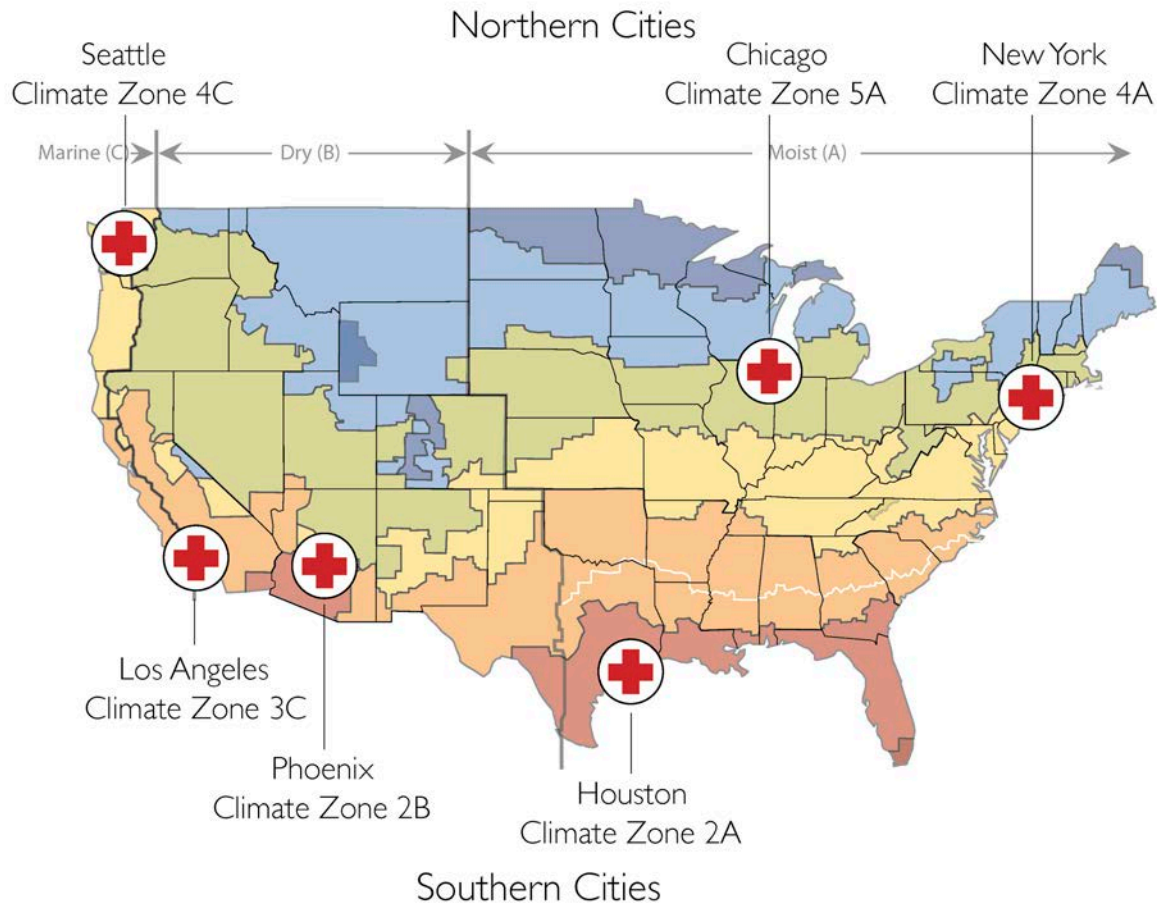 Northern Cities
Seattle
Climate Zone 4C
Chicago
Climate Zone 5A
New York
Climate Zone 4A
Marine (C)
Dry (B)
Moist (A)
Los Angeles
Climate Zone 3C
Phoenix
Climate Zone 2B
Houston
Climate Zone 2A
Southern Cities